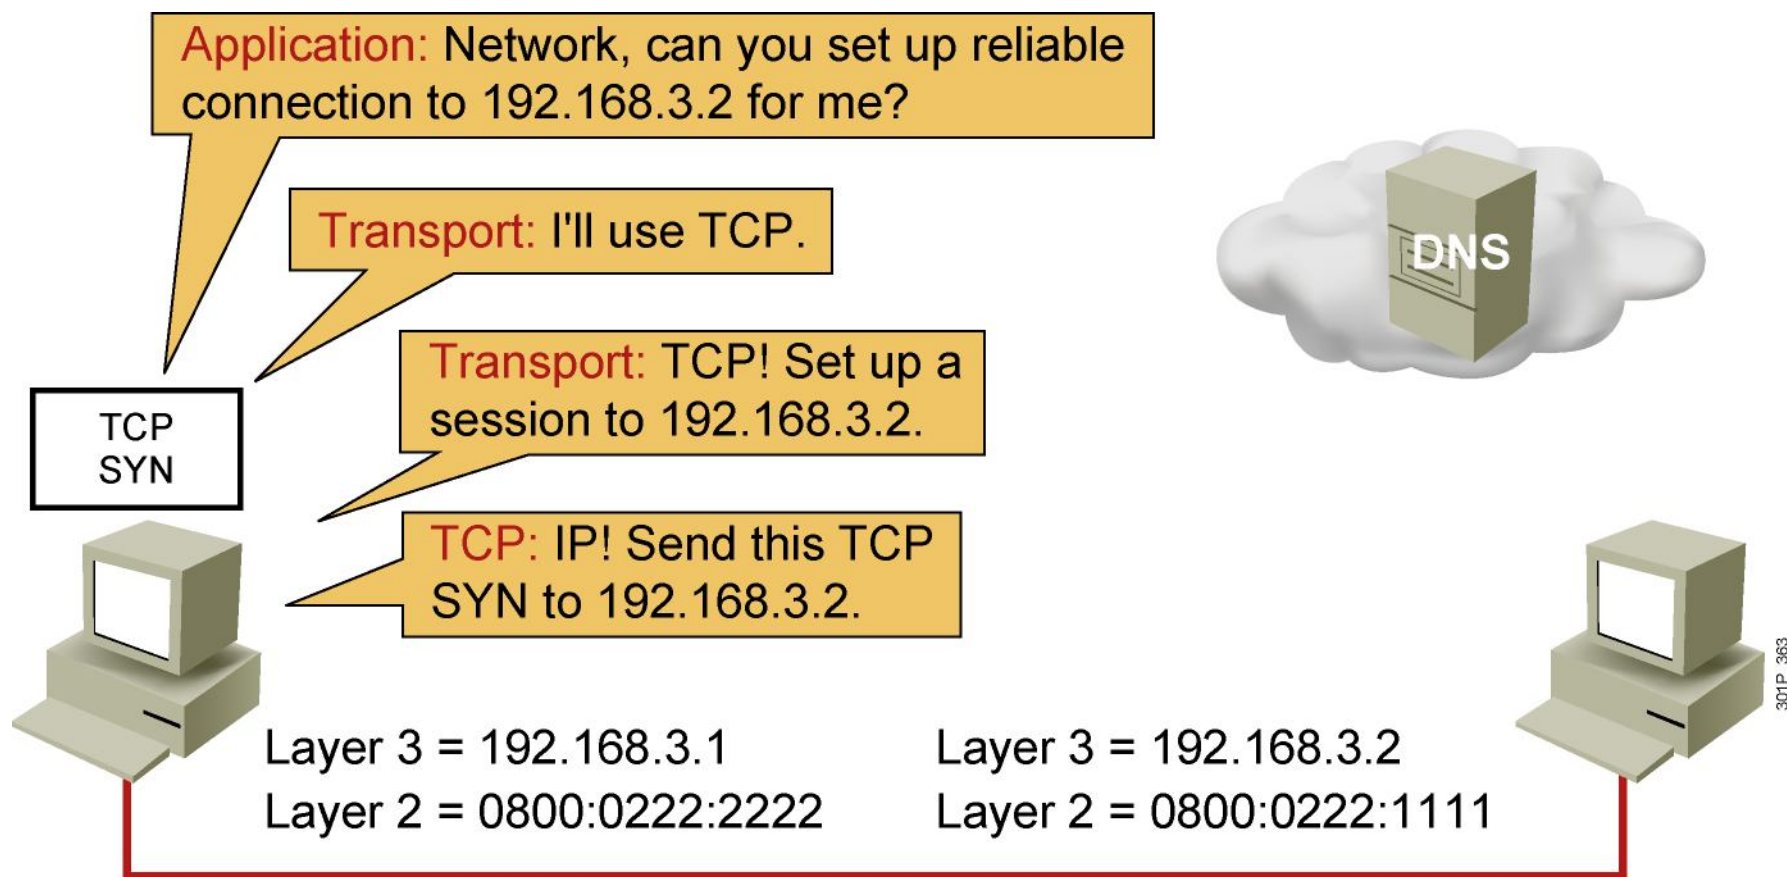 Application: Network, can you set up reliable
connection to 192.168.3.2 for me?
Transport: I'll use TCP.
DNS
Transport: TCP! Set up a
session to 192.168.3.2.
TCP
SYN
TCP: IP! Send this TCP
SYN to 192.168.3.2.
301P_363
Layer 3 = 192.168.3.1
Layer 2 = 0800:0222:2222
Layer 3 = 192.168.3.2
Layer 2 = 0800:0222:1111